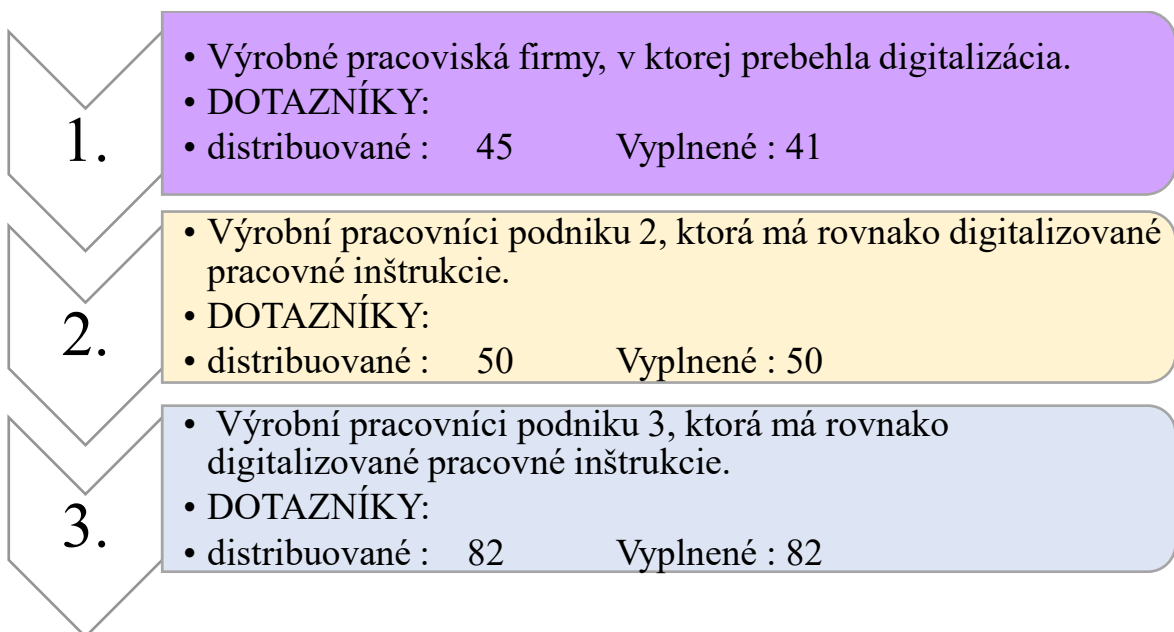 1.
• Výrobné pracoviská firmy, v ktorej prebehla digitalizácia.
• DOTAZNÍKY:
• distribuované : 45 Vyplnené : 41
2.
• Výrobní pracovníci podniku 2, ktorá má rovnako digitalizované
pracovné inštrukcie.
• DOTAZNÍKY:
• distribuované : 50 Vyplnené : 50
3.
• Výrobní pracovníci podniku 3, ktorá má rovnako
digitalizované pracovné inštrukcie.
• DOTAZNÍKY:
• distribuované : 82 Vyplnené : 82